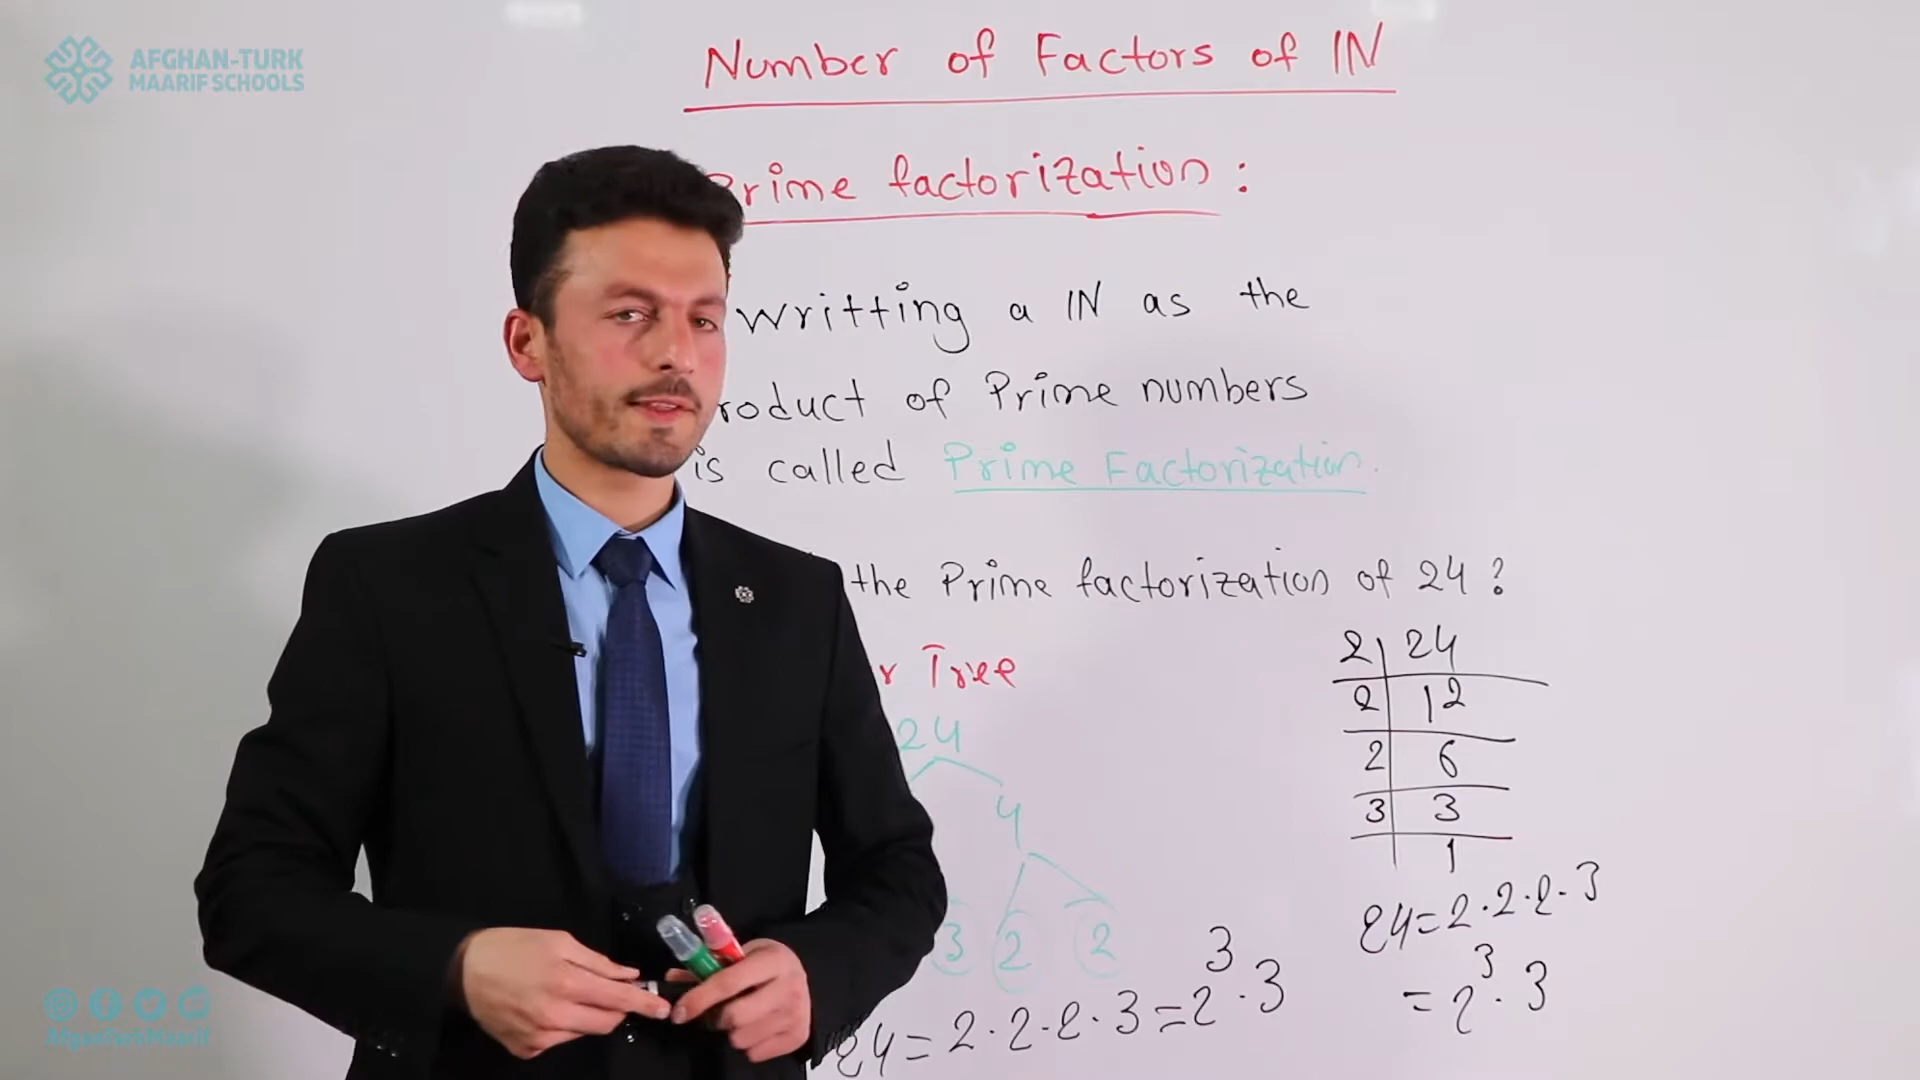 AFGHAN-TURK
MAARIF SCHOOLS
Number of Factors of IN
Prime factorization:
writting a IN as the
roduct of Prime numbers
is called Prime Factorization.
the Prime factorization of 24?
r Tree
24
4
3 2 2
24=2·2·2·3=2³·3
2 24
2 12
2 6
3 3
1
24=2·2·2·3
=2³·3
AfganTurkMaarif